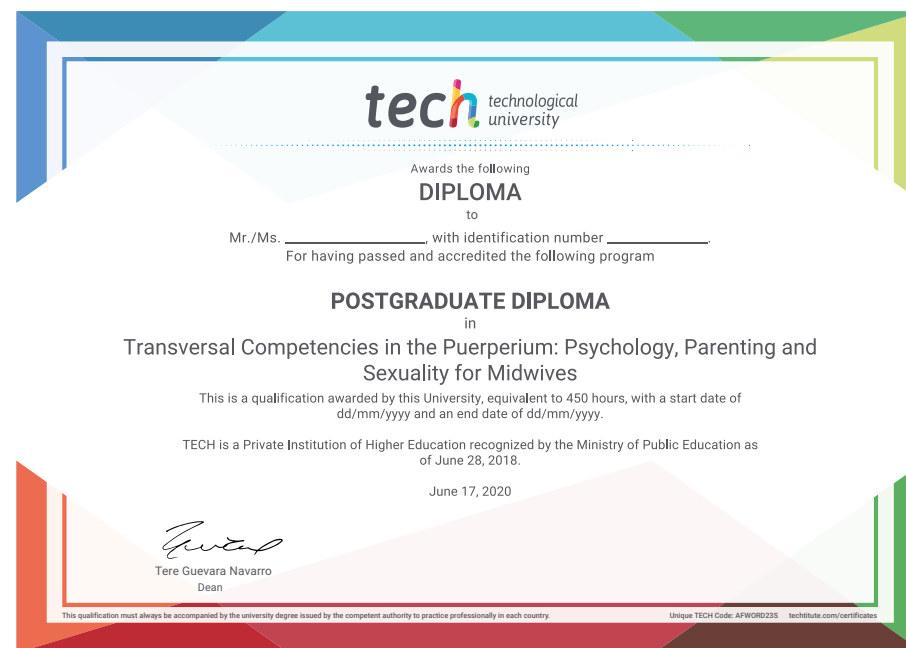 tech technological
university
Awards the following
DIPLOMA
to
Mr./Ms. ____________________, with identification number ______________.
For having passed and accredited the following program
POSTGRADUATE DIPLOMA
in
Transversal Competencies in the Puerperium: Psychology, Parenting and
Sexuality for Midwives
This is a qualification awarded by this University, equivalent to 450 hours, with a start date of
dd/mm/yyyy and an end date of dd/mm/yyyy.
TECH is a Private Institution of Higher Education recognized by the Ministry of Public Education as
of June 28, 2018.
June 17, 2020
Tere Guevara Navarro
Dean
This qualification must always be accompanied by the university degree issued by the competent authority to practice professionally in each country. Unique TECH Code: AFWORD23S techtitute.com/certificates